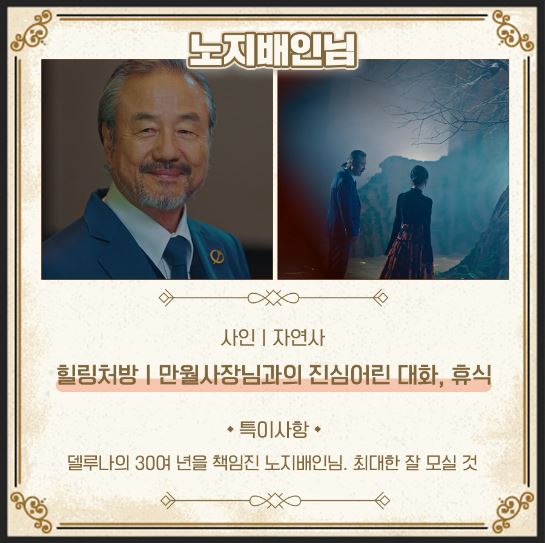 노지배인님
사인ㅣ자연사
힐링처방ㅣ만월사장님과의 진심어린 대화, 휴식
• 특이사항 •
델루나의 30여 년을 책임진 노지배인님. 최대한 잘 모실 것